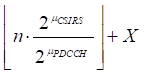 ⌊n · 2^{μCSIRS} / 2^{μPDCCH}⌋ + X